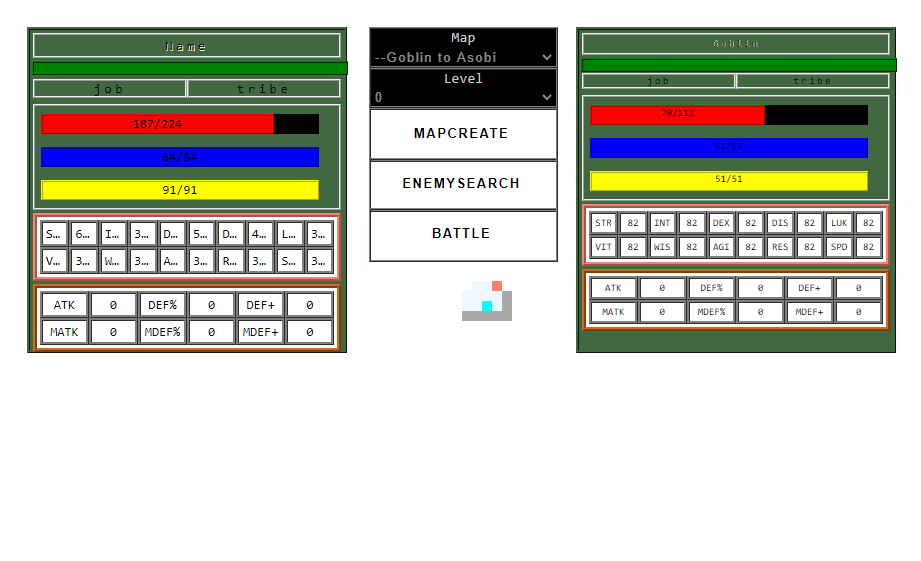 Name
job tribe
187/224
84/84
91/91
S… 6… I… 3… D… 5… D… 4… L… 3…
V… 3… W… 3… A… 3… R… 3… S… 3…
ATK 0 DEF% 0 DEF+ 0
MATK 0 MDEF% 0 MDEF+ 0
Map
--Goblin to Asobi
Level
0
MAPCREATE
ENEMYSEARCH
BATTLE
Goblin
job tribe
70/112
51/51
51/51
STR 82 INT 82 DEX 82 DIS 82 LUK 82
VIT 82 WIS 82 AGI 82 RES 82 SPD 82
ATK 0 DEF% 0 DEF+ 0
MATK 0 MDEF% 0 MDEF+ 0